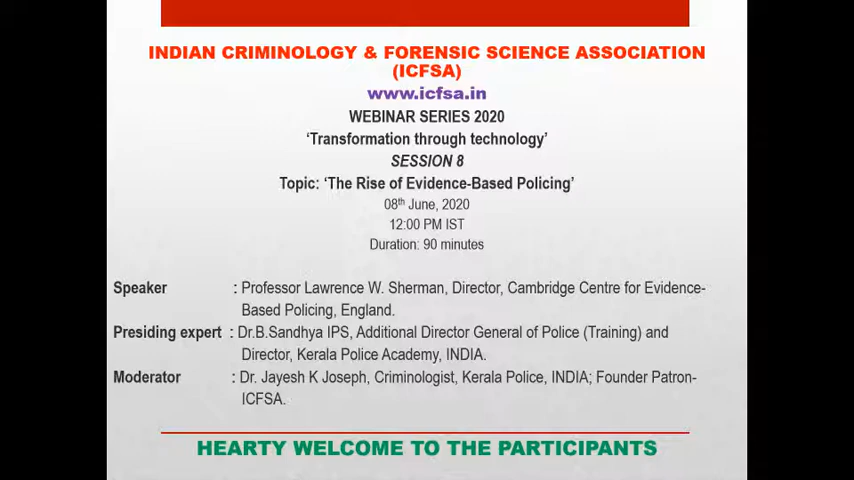 INDIAN CRIMINOLOGY & FORENSIC SCIENCE ASSOCIATION
(ICFSA)
www.icfsa.in
WEBINAR SERIES 2020
‘Transformation through technology’
SESSION 8
Topic: ‘The Rise of Evidence-Based Policing’
08th June, 2020
12:00 PM IST
Duration: 90 minutes
Speaker : Professor Lawrence W. Sherman, Director, Cambridge Centre for Evidence-
Based Policing, England.
Presiding expert : Dr.B.Sandhya IPS, Additional Director General of Police (Training) and
Director, Kerala Police Academy, INDIA.
Moderator : Dr. Jayesh K Joseph, Criminologist, Kerala Police, INDIA; Founder Patron-
ICFSA.
HEARTY WELCOME TO THE PARTICIPANTS